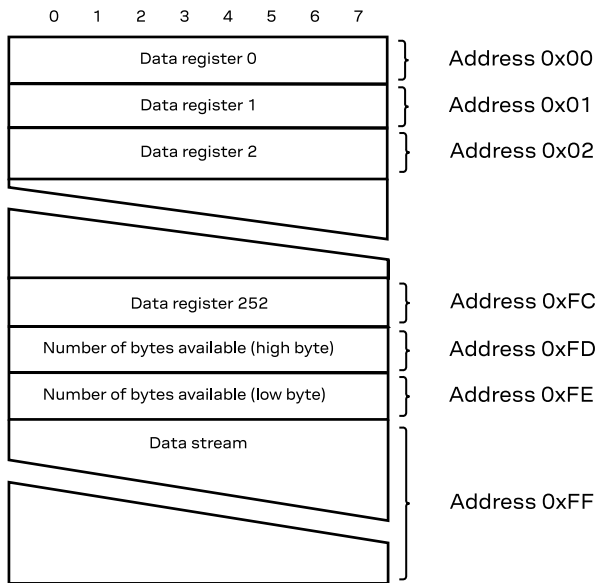 0 1 2 3 4 5 6 7
Data register 0 Address 0x00
Data register 1 Address 0x01
Data register 2 Address 0x02
Data register 252 Address 0xFC
Number of bytes available (high byte) Address 0xFD
Number of bytes available (low byte) Address 0xFE
Data stream
Address 0xFF